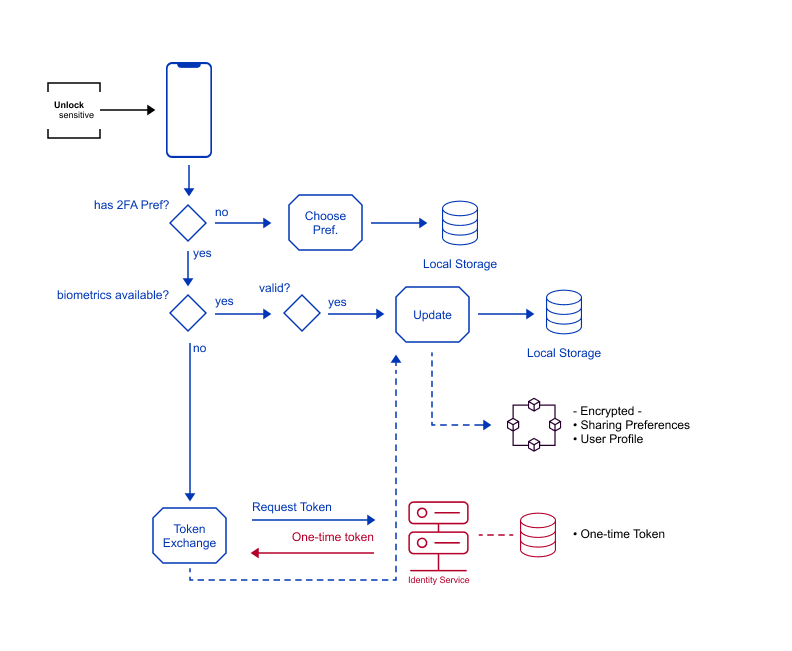 Unlock
sensitive
has 2FA Pref?
no
Choose
Pref.
Local Storage
yes
biometrics available?
yes
valid?
yes
Update
Local Storage
no
- Encrypted -
• Sharing Preferences
• User Profile
Token
Exchange
Request Token
One-time token
Identity Service
• One-time Token